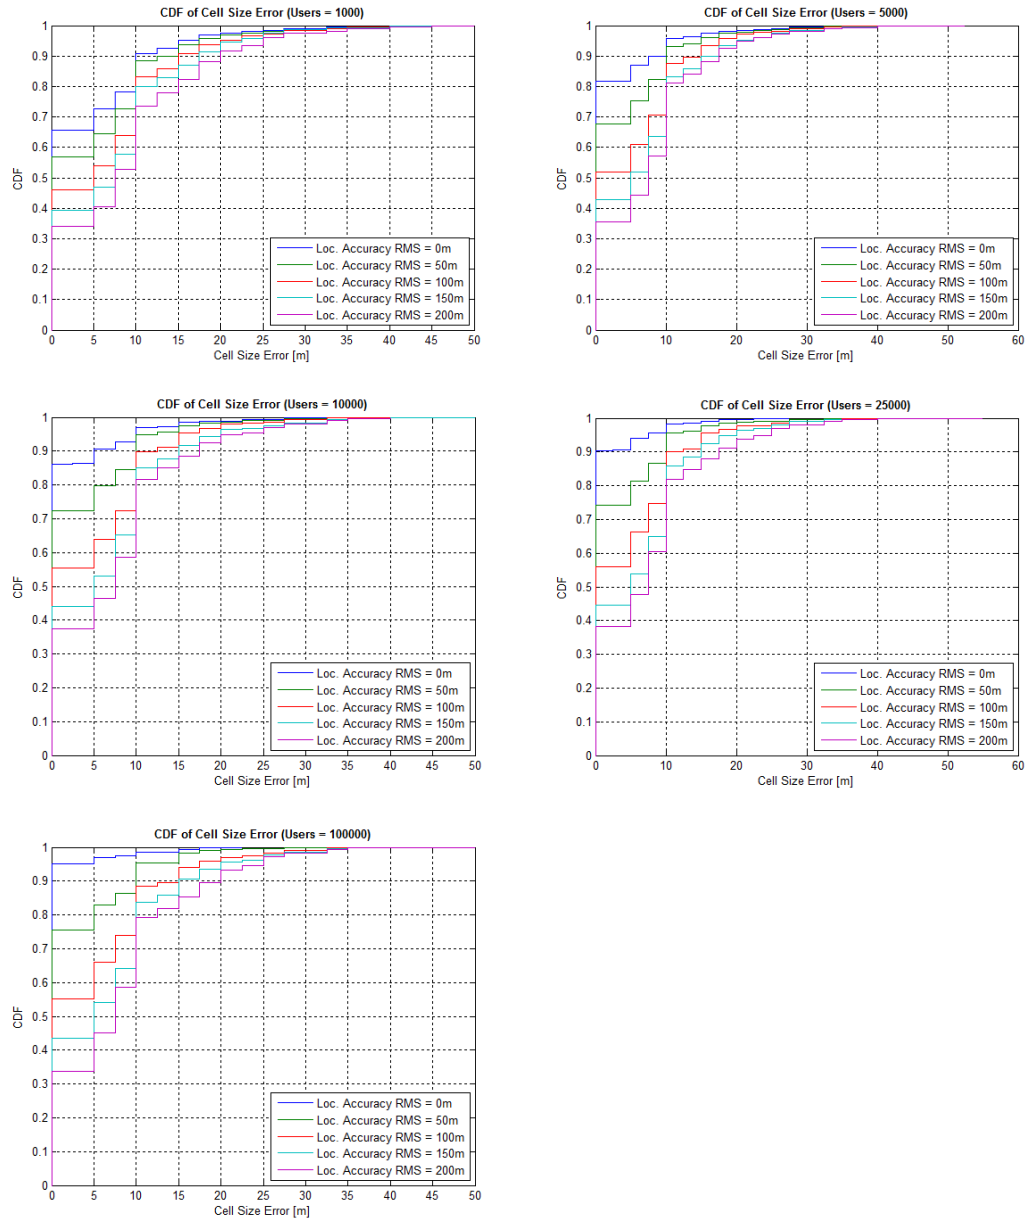 CDF of Cell Size Error (Users = 1000)
1
0.9
0.8
0.7
0.6
0.5
0.4
0.3
0.2
0.1
0
CDF
Loc. Accuracy RMS = 0m
Loc. Accuracy RMS = 50m
Loc. Accuracy RMS = 100m
Loc. Accuracy RMS = 150m
Loc. Accuracy RMS = 200m
0 5 10 15 20 25 30 35 40 45 50
Cell Size Error [m]
CDF of Cell Size Error (Users = 5000)
1
0.9
0.8
0.7
0.6
0.5
0.4
0.3
0.2
0.1
0
CDF
Loc. Accuracy RMS = 0m
Loc. Accuracy RMS = 50m
Loc. Accuracy RMS = 100m
Loc. Accuracy RMS = 150m
Loc. Accuracy RMS = 200m
0 10 20 30 40 50 60
Cell Size Error [m]
CDF of Cell Size Error (Users = 10000)
1
0.9
0.8
0.7
0.6
0.5
0.4
0.3
0.2
0.1
0
CDF
Loc. Accuracy RMS = 0m
Loc. Accuracy RMS = 50m
Loc. Accuracy RMS = 100m
Loc. Accuracy RMS = 150m
Loc. Accuracy RMS = 200m
0 5 10 15 20 25 30 35 40 45 50
Cell Size Error [m]
CDF of Cell Size Error (Users = 25000)
1
0.9
0.8
0.7
0.6
0.5
0.4
0.3
0.2
0.1
0
CDF
Loc. Accuracy RMS = 0m
Loc. Accuracy RMS = 50m
Loc. Accuracy RMS = 100m
Loc. Accuracy RMS = 150m
Loc. Accuracy RMS = 200m
0 10 20 30 40 50 60
Cell Size Error [m]
CDF of Cell Size Error (Users = 100000)
1
0.9
0.8
0.7
0.6
0.5
0.4
0.3
0.2
0.1
0
CDF
Loc. Accuracy RMS = 0m
Loc. Accuracy RMS = 50m
Loc. Accuracy RMS = 100m
Loc. Accuracy RMS = 150m
Loc. Accuracy RMS = 200m
0 5 10 15 20 25 30 35 40 45 50
Cell Size Error [m]